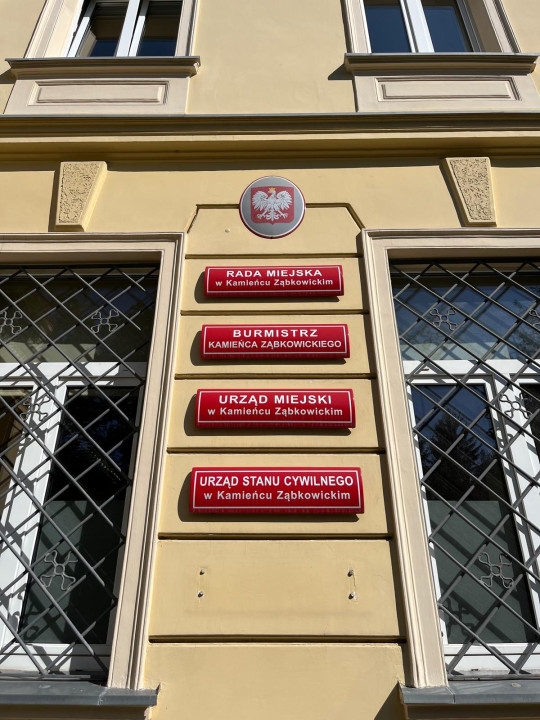 RADA MIEJSKA
w Kamieńcu Ząbkowickim
BURMISTRZ
KAMIEŃCA ZĄBKOWICKIEGO
URZĄD MIEJSKI
w Kamieńcu Ząbkowickim
URZĄD STANU CYWILNEGO
w Kamieńcu Ząbkowickim